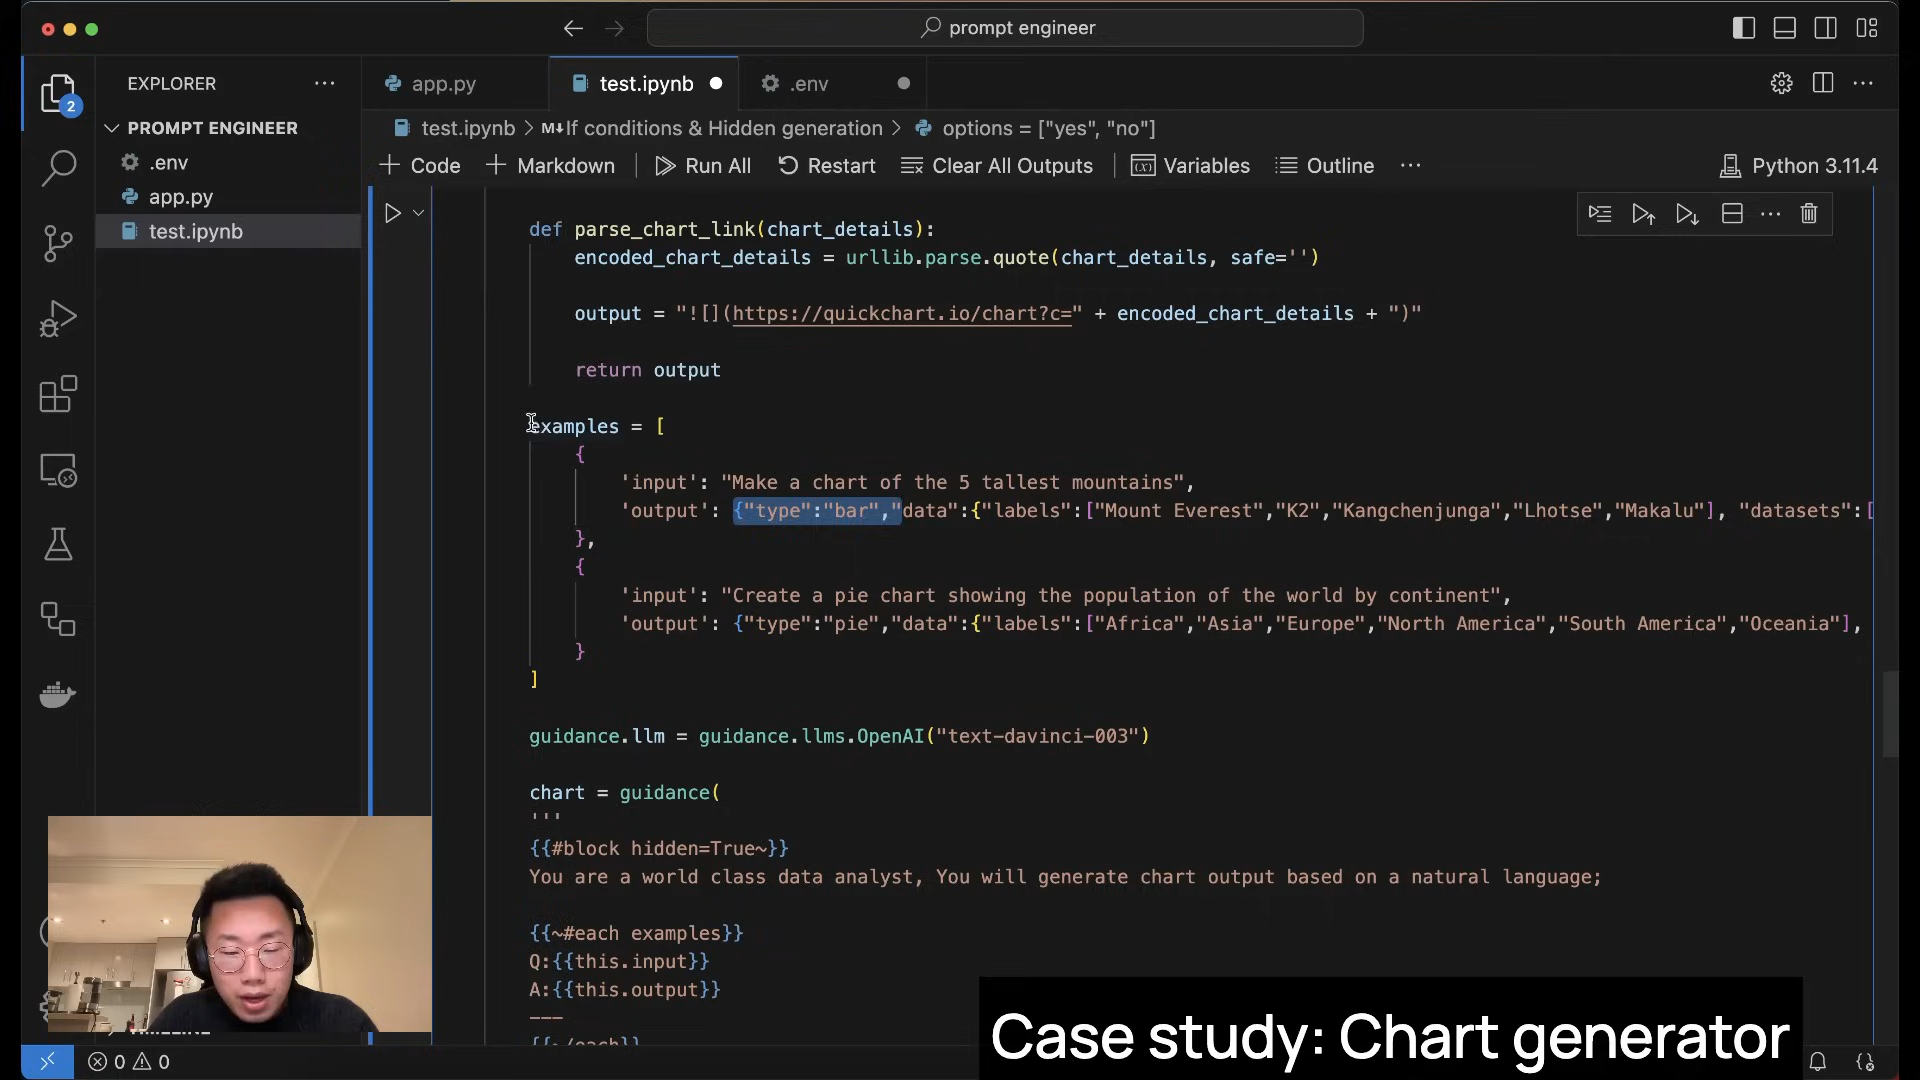 prompt engineer
EXPLORER
app.py
test.ipynb
.env
2
PROMPT ENGINEER
.env
app.py
test.ipynb
test.ipynb > M↓If conditions & Hidden generation > options = ["yes", "no"]
+ Code + Markdown Run All Restart Clear All Outputs Variables Outline ... Python 3.11.4
def parse_chart_link(chart_details):
encoded_chart_details = urllib.parse.quote(chart_details, safe='')
output = "![](https://quickchart.io/chart?c=" + encoded_chart_details + ")"
return output
examples = [
{
'input': "Make a chart of the 5 tallest mountains",
'output': {"type":"bar","data":{"labels":["Mount Everest","K2","Kangchenjunga","Lhotse","Makalu"], "datasets":[
},
{
'input': "Create a pie chart showing the population of the world by continent",
'output': {"type":"pie","data":{"labels":["Africa","Asia","Europe","North America","South America","Oceania"],
}
]
guidance.llm = guidance.llms.OpenAI("text-davinci-003")
chart = guidance(
'''
{{#block hidden=True~}}
You are a world class data analyst, You will generate chart output based on a natural language;
{{~#each examples}}
Q:{{this.input}}
A:{{this.output}}
---
{{~/each}}
Case study: Chart generator
0 0